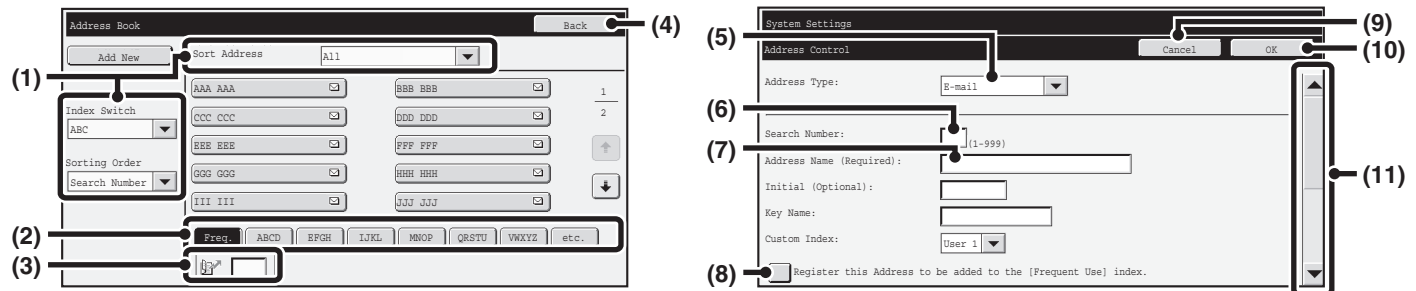 Address Book
Back
(4)
Add New
Sort Address
All
(1)
AAA AAA
BBB BBB
1
Index Switch
CCC CCC
DDD DDD
2
ABC
EEE EEE
FFF FFF
Sorting Order
GGG GGG
HHH HHH
Search Number
III III
JJJ JJJ
(2)
Freq.
ABCD
EFGH
IJKL
MNOP
QRSTU
VWXYZ
etc.
(3)
System Settings
(9)
(5)
Address Control
Cancel
OK
(10)
Address Type:
E-mail
(6)
Search Number:
(1-999)
(7)
Address Name (Required):
(11)
Initial (Optional):
Key Name:
Custom Index:
User 1
(8)
Register this Address to be added to the [Frequent Use] index.